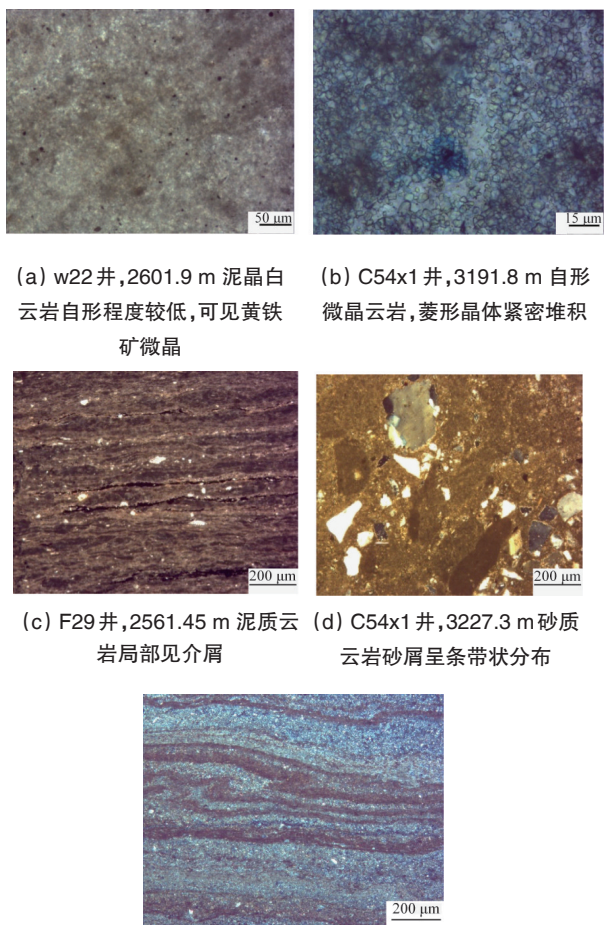 50 μm
15 μm
(a) w22井,2601.9 m 泥晶白
云岩自形程度较低,可见黄铁
矿微晶
(b) C54x1井,3191.8 m 自形
微晶云岩,菱形晶体紧密堆积
200 μm
200 μm
(c) F29井,2561.45 m 泥质云
岩局部见介屑
(d) C54x1井,3227.3 m砂质
云岩砂屑呈条带状分布
200 μm